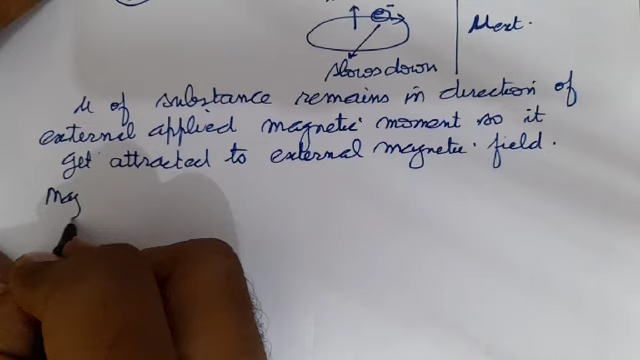 e⁻
Mext.
slows down
μ of substance remains in direction of
external applied magnetic moment so it
get attracted to external magnetic field.
Mag